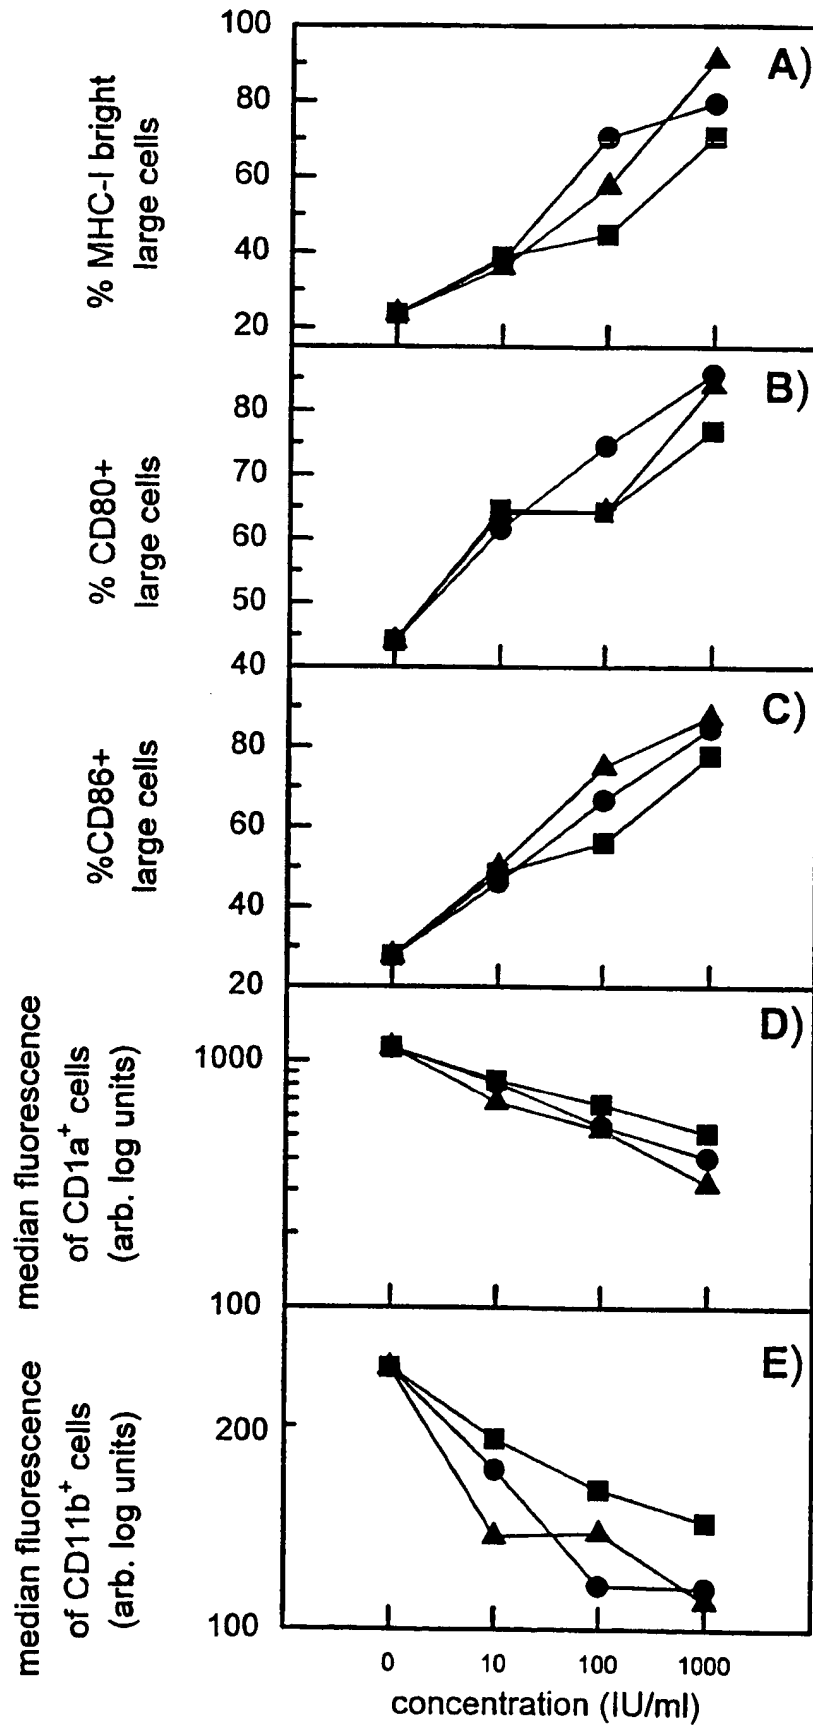 100
80
60
40
20
% MHC-I bright
large cells
A)
80
70
60
50
40
% CD80+
large cells
B)
80
60
40
20
%CD86+
large cells
C)
1000
100
median fluorescence
of CD1a+ cells
(arb. log units)
D)
200
100
median fluorescence
of CD11b+ cells
(arb. log units)
E)
0 10 100 1000
concentration (IU/ml)